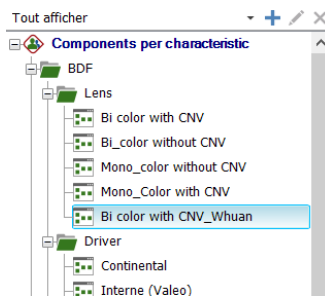 Tout afficher
Components per characteristic
BDF
Lens
Bi color with CNV
Bi_color without CNV
Mono_color without CNV
Mono_Color with CNV
Bi color with CNV_Whuan
Driver
Continental
Interne (Valeo)